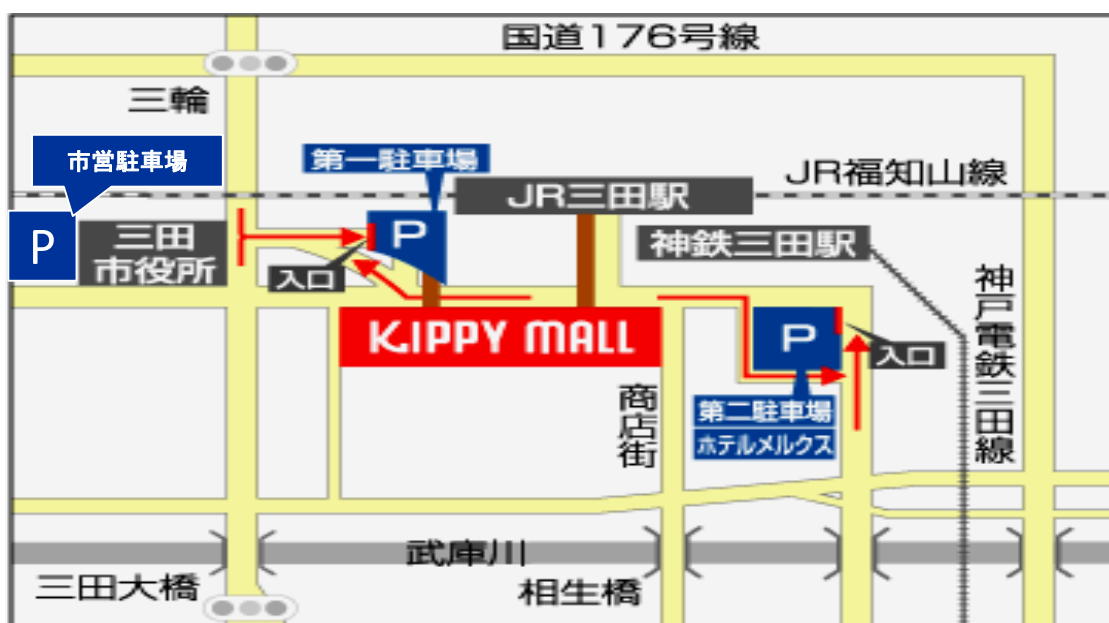 国道176号線
三輪
市営駐車場
第一駐車場
JR福知山線
JR三田駅
P
三田
市役所
P
入口
神鉄三田駅
神戸電鉄三田線
KIPPY MALL
P
入口
商店街
第二駐車場
ホテルメルクス
武庫川
三田大橋
相生橋